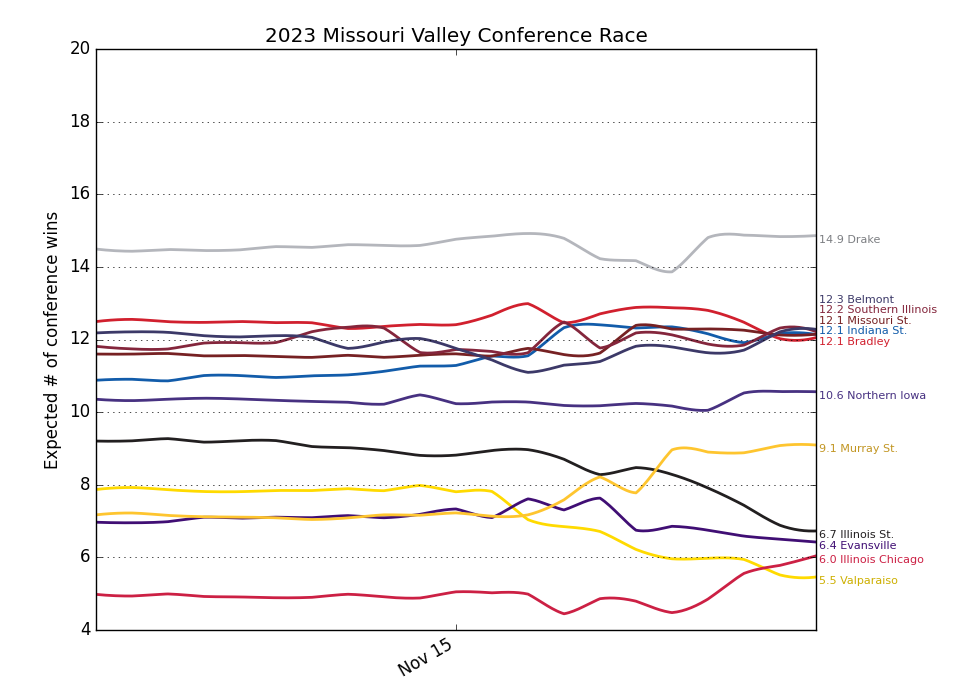 2023 Missouri Valley Conference Race
Expected # of conference wins
20
18
16
14
12
10
8
6
4
Nov 15
14.9 Drake
12.3 Belmont
12.2 Southern Illinois
12.1 Missouri St.
12.1 Indiana St.
12.1 Bradley
10.6 Northern Iowa
9.1 Murray St.
6.7 Illinois St.
6.4 Evansville
6.0 Illinois Chicago
5.5 Valparaiso